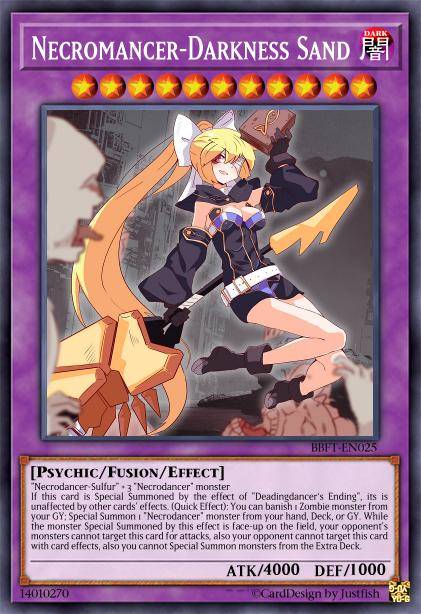 Necromancer-Darkness Sand
DARK
闇
BBFT-EN025
[Psychic/Fusion/Effect]
"Necrodancer-Sulfur" + 3 "Necrodancer" monster
If this card is Special Summoned by the effect of "Deadingdancer's Ending", its is
unaffected by other cards' effects. (Quick Effect): You can banish 1 Zombie monster from
your GY; Special Summon 1 "Necrodancer" monster from your hand, Deck, or GY. While
the monster Special Summoned by this effect is face-up on the field, your opponent's
monsters cannot target this card for attacks, also your opponent cannot target this card
with card effects, also you cannot Special Summon monsters from the Extra Deck.
ATK/4000 DEF/1000
14010270
©CardDesign by Justfish